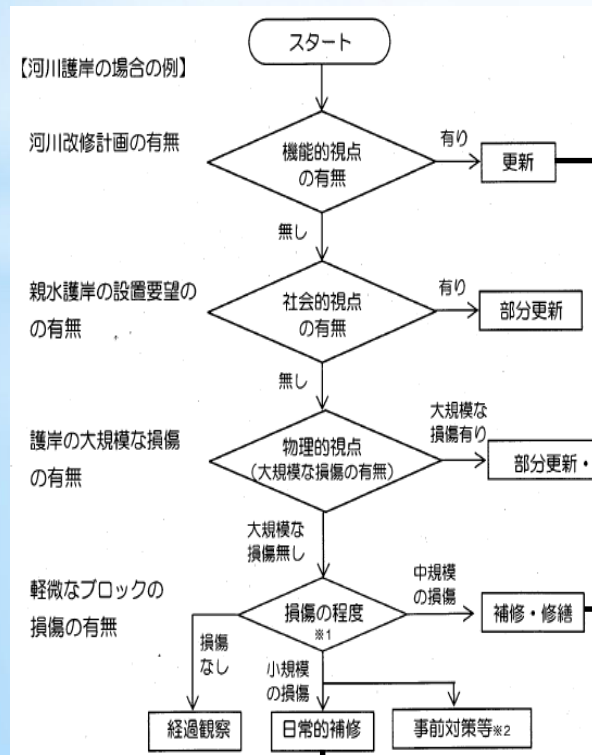 スタート
【河川護岸の場合の例】
河川改修計画の有無
機能的視点
の有無
有り
更新
無し
親水護岸の設置要望の
の有無
社会的視点
の有無
有り
部分更新
無し
護岸の大規模な損傷
の有無
物理的視点
(大規模な損傷の有無)
大規模な
損傷有り
部分更新・
大規模な
損傷無し
軽微なブロックの
損傷の有無
損傷の程度
※1
中規模
の損傷
補修・修繕
損傷
なし
小規模
の損傷
経過観察
日常的補修
事前対策等※2